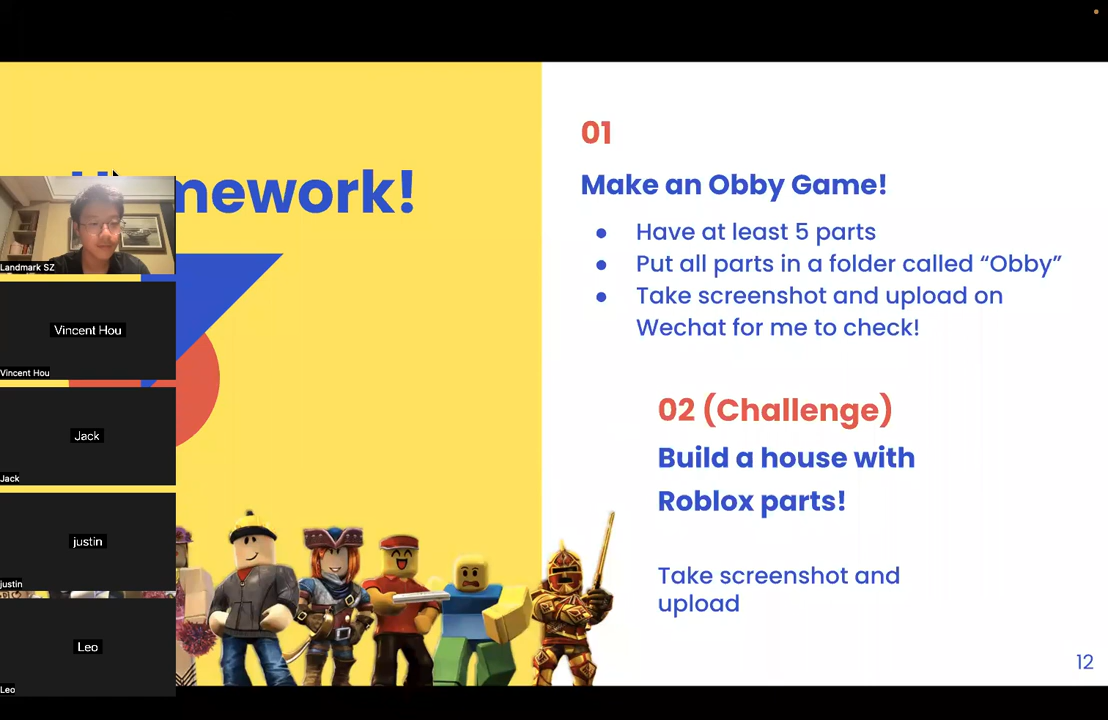 mework!
Landmark SZ
Vincent Hou
Vincent Hou
Jack
Jack
justin
justin
Leo
Leo
01
Make an Obby Game!
● Have at least 5 parts
● Put all parts in a folder called “Obby”
● Take screenshot and upload on
Wechat for me to check!
02 (Challenge)
Build a house with
Roblox parts!
Take screenshot and
upload
12